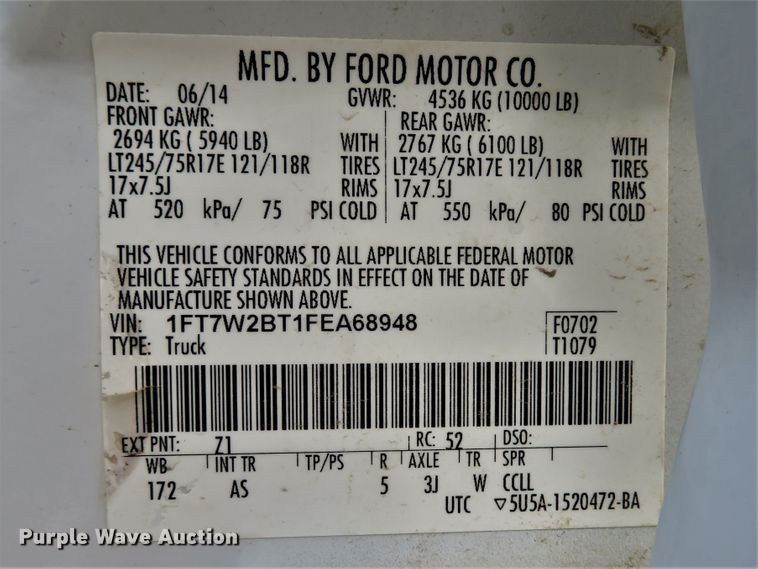 MFD. BY FORD MOTOR CO.
DATE: 06/14 GVWR: 4536 KG (10000 LB)
FRONT GAWR: REAR GAWR:
2694 KG ( 5940 LB) WITH 2767 KG ( 6100 LB) WITH
LT245/75R17E 121/118R TIRES LT245/75R17E 121/118R TIRES
17x7.5J RIMS 17x7.5J RIMS
AT 520 kPa/ 75 PSI COLD AT 550 kPa/ 80 PSI COLD
THIS VEHICLE CONFORMS TO ALL APPLICABLE FEDERAL MOTOR
VEHICLE SAFETY STANDARDS IN EFFECT ON THE DATE OF
MANUFACTURE SHOWN ABOVE.
VIN: 1FT7W2BT1FEA68948 F0702
TYPE: Truck T1079
EXT PNT: Z1 RC: 52 DSO:
WB INT TR TP/PS R AXLE TR SPR
172 AS 5 3J W CCLL
UTC ▽5U5A-1520472-BA
Purple Wave Auction